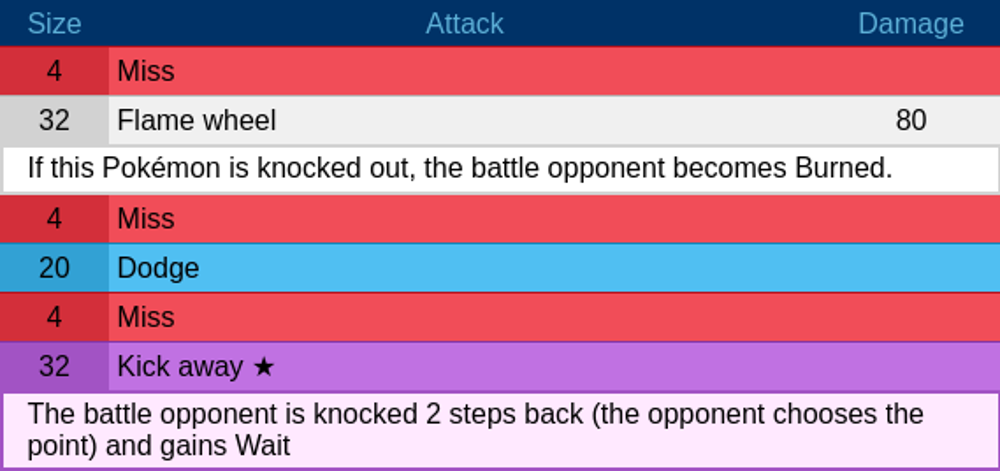 Size Attack Damage
4 Miss
32 Flame wheel 80
If this Pokémon is knocked out, the battle opponent becomes Burned.
4 Miss
20 Dodge
4 Miss
32 Kick away ★
The battle opponent is knocked 2 steps back (the opponent chooses the
point) and gains Wait